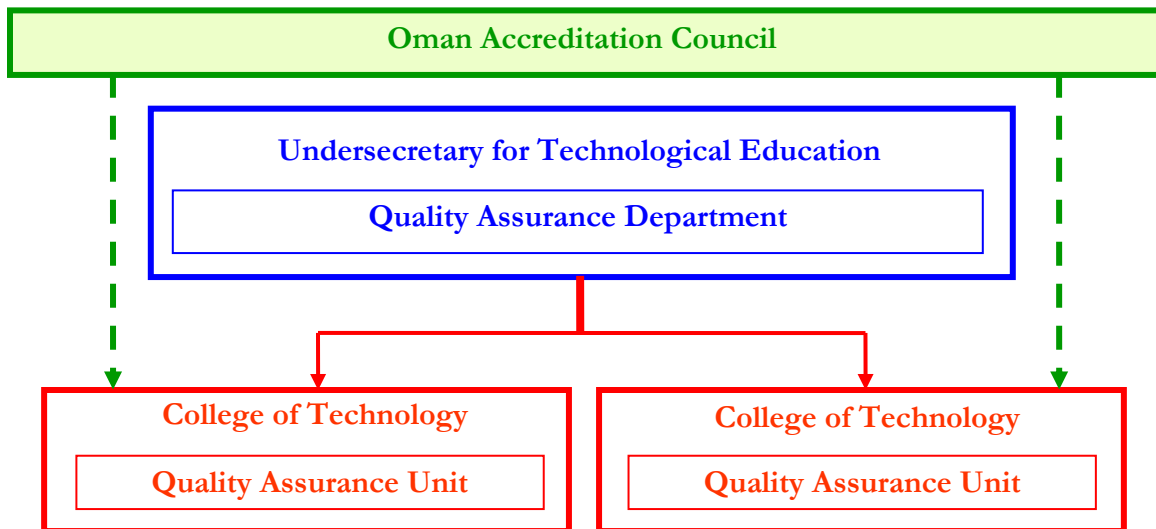 Oman Accreditation Council
Undersecretary for Technological Education
Quality Assurance Department
College of Technology
Quality Assurance Unit
College of Technology
Quality Assurance Unit